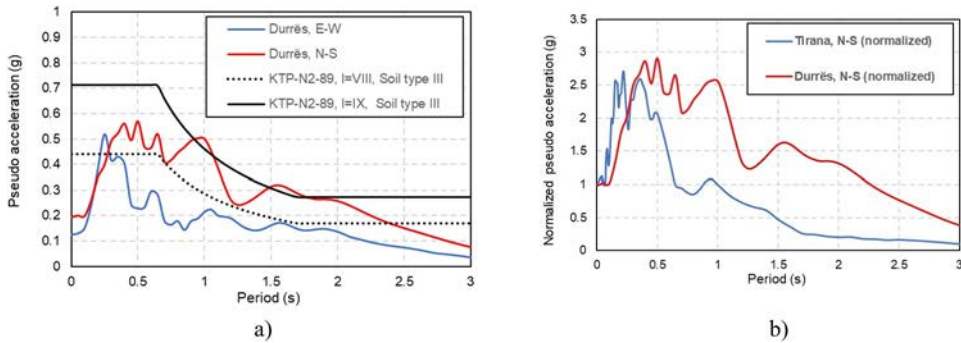 Pseudo acceleration (g)
0.9
0.8
0.7
0.6
0.5
0.4
0.3
0.2
0.1
0
0 0.5 1 1.5 2 2.5 3
Period (s)
Durrës, E-W
Durrës, N-S
KTP-N2-89, I=VIII, Soil type III
KTP-N2-89, I=IX, Soil type III
a)
Normalized pseudo acceleration (g)
3.5
3
2.5
2
1.5
1
0.5
0
0 0.5 1 1.5 2 2.5 3
Period (s)
Tirana, N-S (normalized)
Durrës, N-S (normalized)
b)